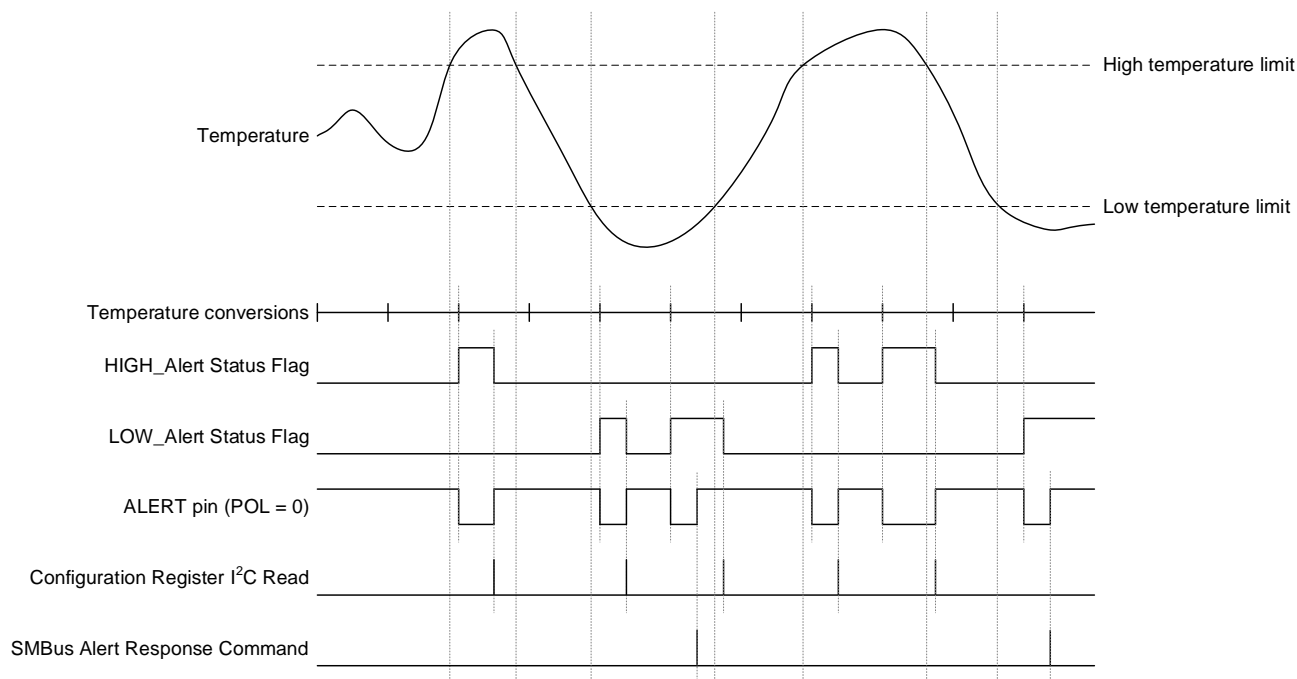 High temperature limit
Temperature
Low temperature limit
Temperature conversions
HIGH_Alert Status Flag
LOW_Alert Status Flag
ALERT pin (POL = 0)
Configuration Register I²C Read
SMBus Alert Response Command